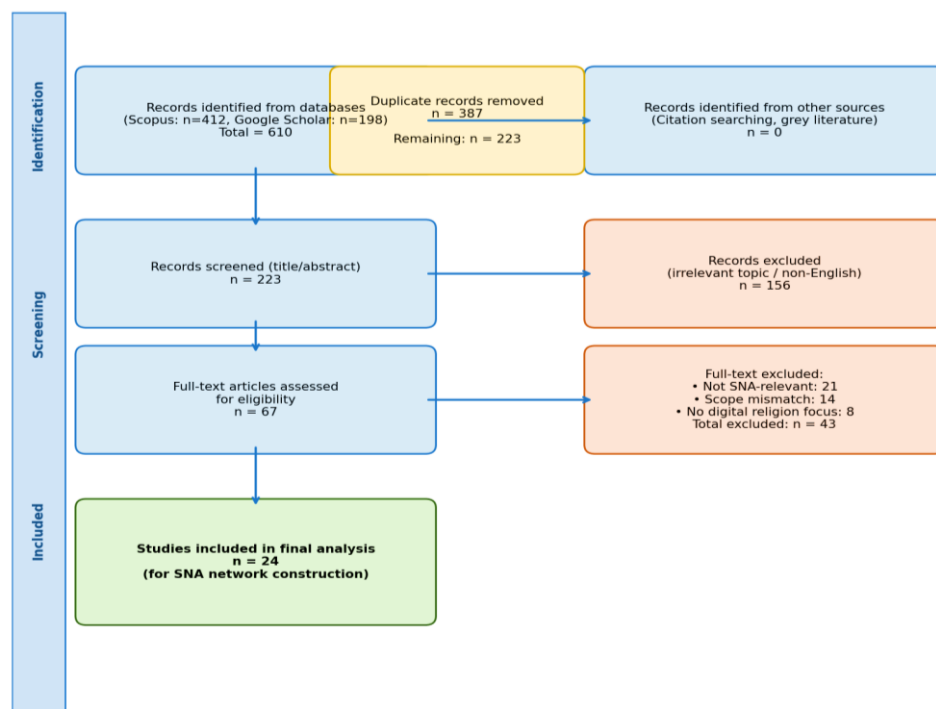 Identification
Records identified from databases
(Scopus: n=412, Google Scholar: n=198)
Total = 610
Duplicate records removed
n = 387
Remaining: n = 223
Records identified from other sources
(Citation searching, grey literature)
n = 0
Screening
Records screened (title/abstract)
n = 223
Records excluded
(irrelevant topic / non-English)
n = 156
Full-text articles assessed
for eligibility
n = 67
Full-text excluded:
• Not SNA-relevant: 21
• Scope mismatch: 14
• No digital religion focus: 8
Total excluded: n = 43
Included
Studies included in final analysis
n = 24
(for SNA network construction)